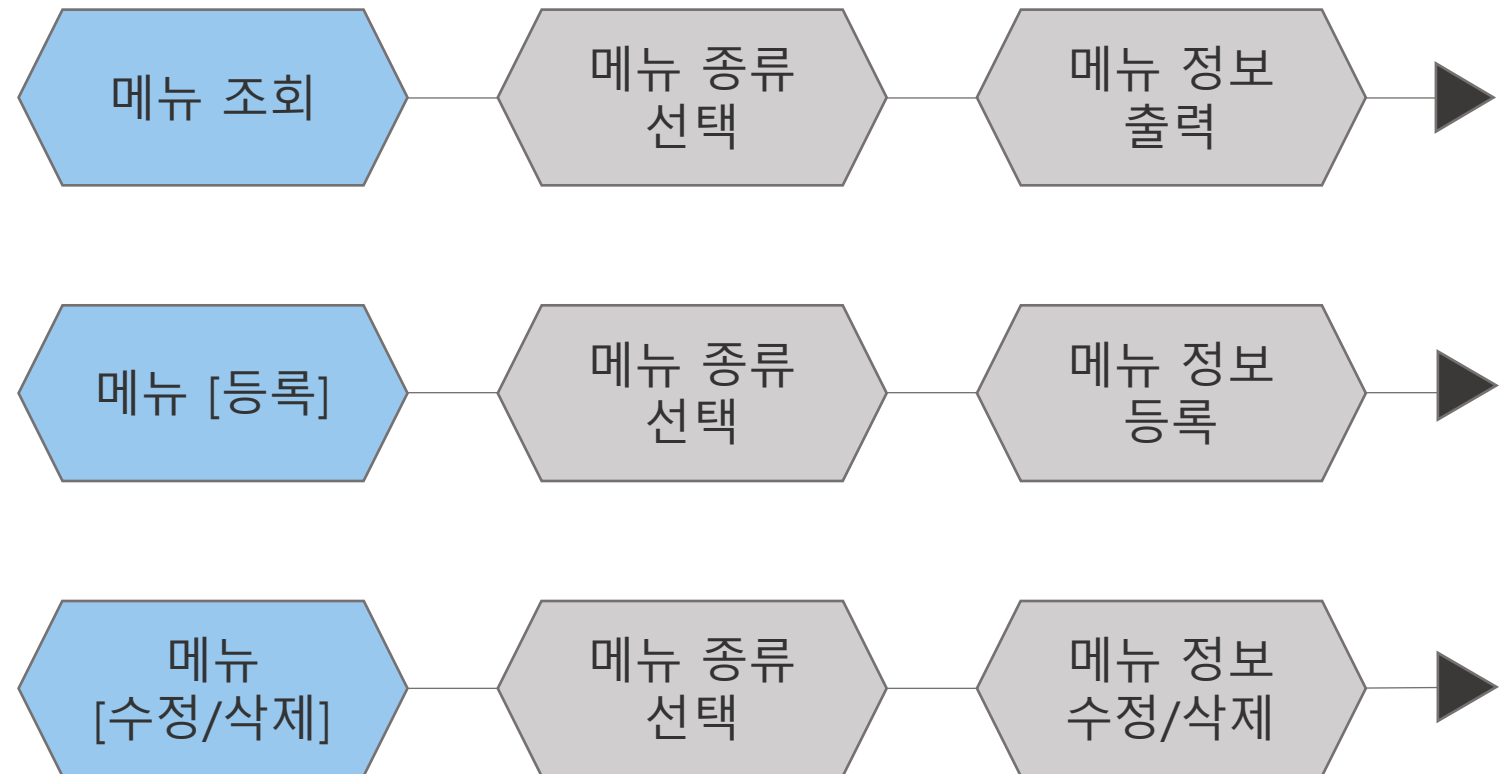 메뉴 조회
메뉴 종류
선택
메뉴 정보
출력
메뉴 [등록]
메뉴 종류
선택
메뉴 정보
등록
메뉴
[수정/삭제]
메뉴 종류
선택
메뉴 정보
수정/삭제